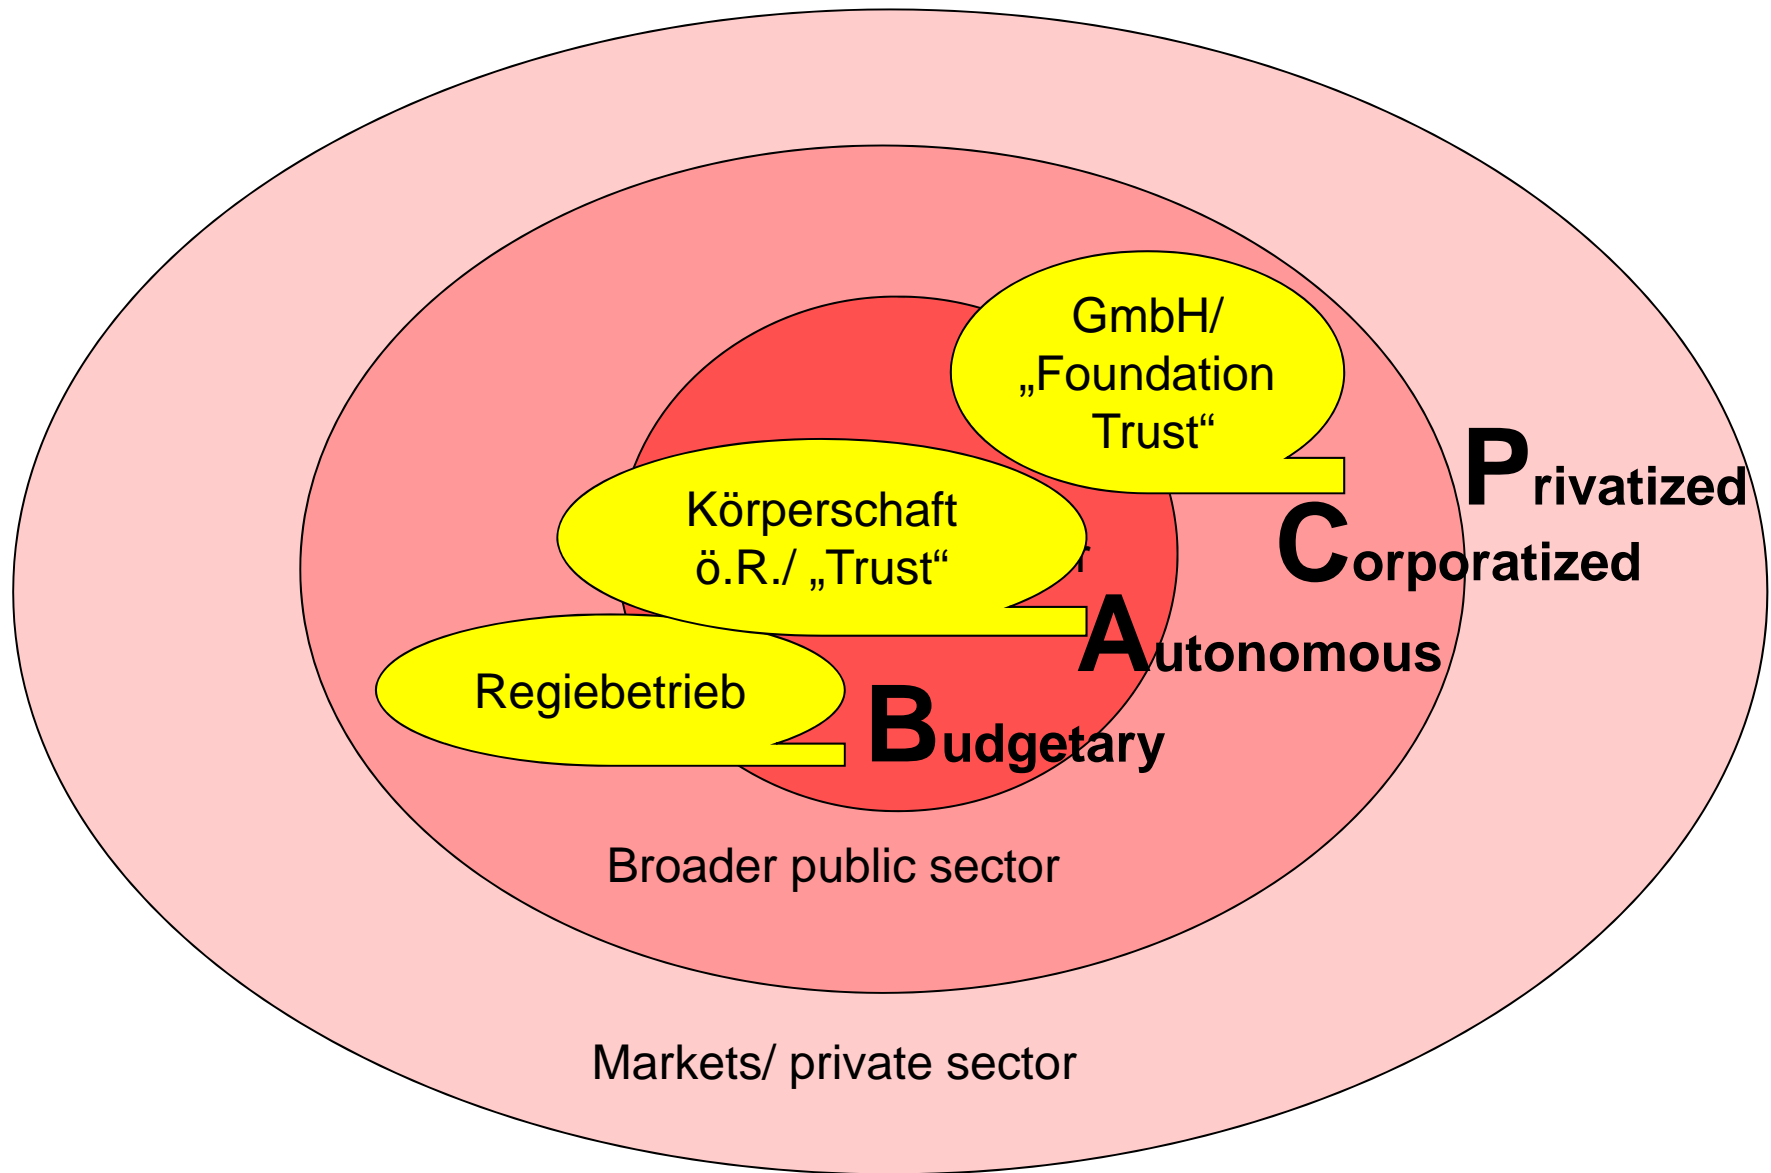 GmbH/
„Foundation
Trust“
Privatized
Körperschaft
ö.R./ „Trust“
Corporatized
Autonomous
Regiebetrieb
Budgetary
Broader public sector
Markets/ private sector